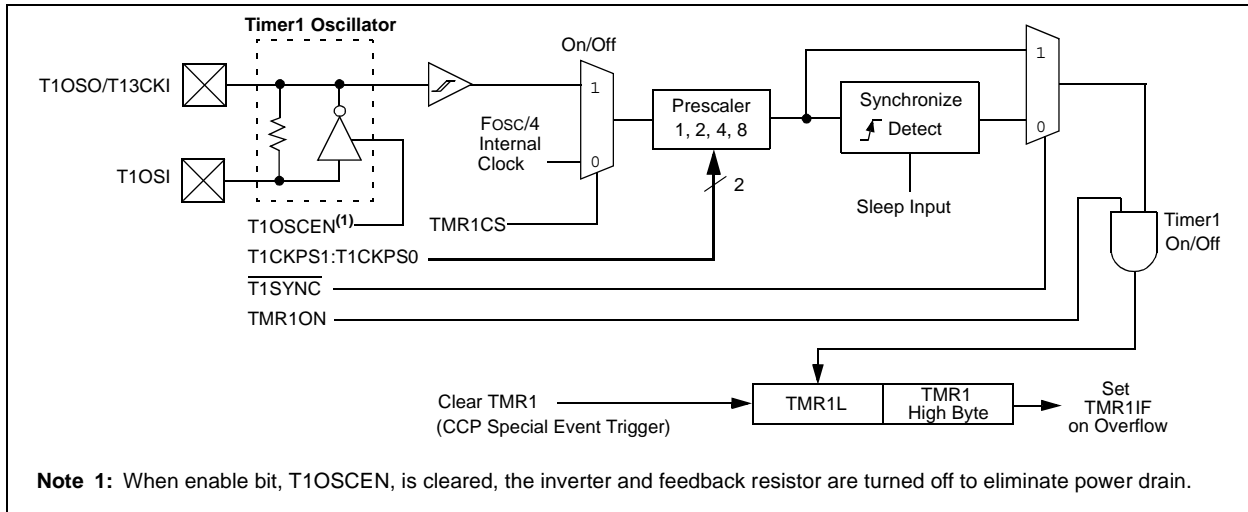 Timer1 Oscillator
On/Off
T1OSO/T13CKI
1
1
FOSC/4
Internal
Clock
Prescaler
1, 2, 4, 8
Synchronize
Detect
0
0
T1OSI
2
Sleep Input
T1OSCEN(1)
TMR1CS
Timer1
On/Off
T1CKPS1:T1CKPS0
T1SYNC
TMR1ON
Clear TMR1
(CCP Special Event Trigger)
TMR1L
TMR1
High Byte
Set
TMR1IF
on Overflow
Note 1: When enable bit, T1OSCEN, is cleared, the inverter and feedback resistor are turned off to eliminate power drain.